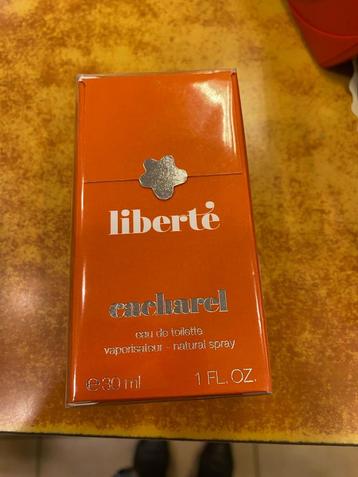 liberté
cacharel
eau de toilette
vaporisateur - natural spray
℮30 ml 1 FL. OZ.